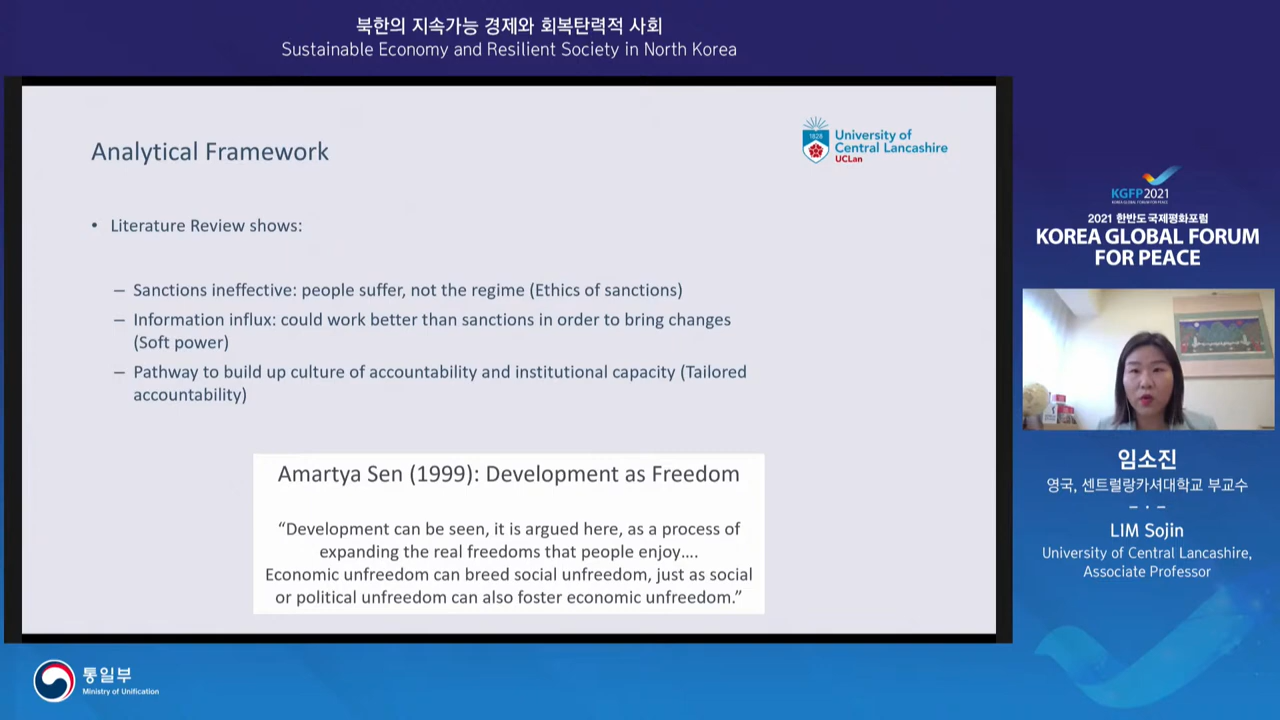 북한의 지속가능 경제와 회복탄력적 사회
Sustainable Economy and Resilient Society in North Korea
Analytical Framework
1828
University of
Central Lancashire
UCLan
• Literature Review shows:
– Sanctions ineffective: people suffer, not the regime (Ethics of sanctions)
– Information influx: could work better than sanctions in order to bring changes
(Soft power)
– Pathway to build up culture of accountability and institutional capacity (Tailored
accountability)
Amartya Sen (1999): Development as Freedom
“Development can be seen, it is argued here, as a process of
expanding the real freedoms that people enjoy....
Economic unfreedom can breed social unfreedom, just as social
or political unfreedom can also foster economic unfreedom.”
KGFP2021
KOREA GLOBAL FORUM FOR PEACE
2021 한반도국제평화포럼
KOREA GLOBAL FORUM
FOR PEACE
임소진
영국, 센트럴랑카셔대학교 부교수
LIM Sojin
University of Central Lancashire,
Associate Professor
통일부
Ministry of Unification